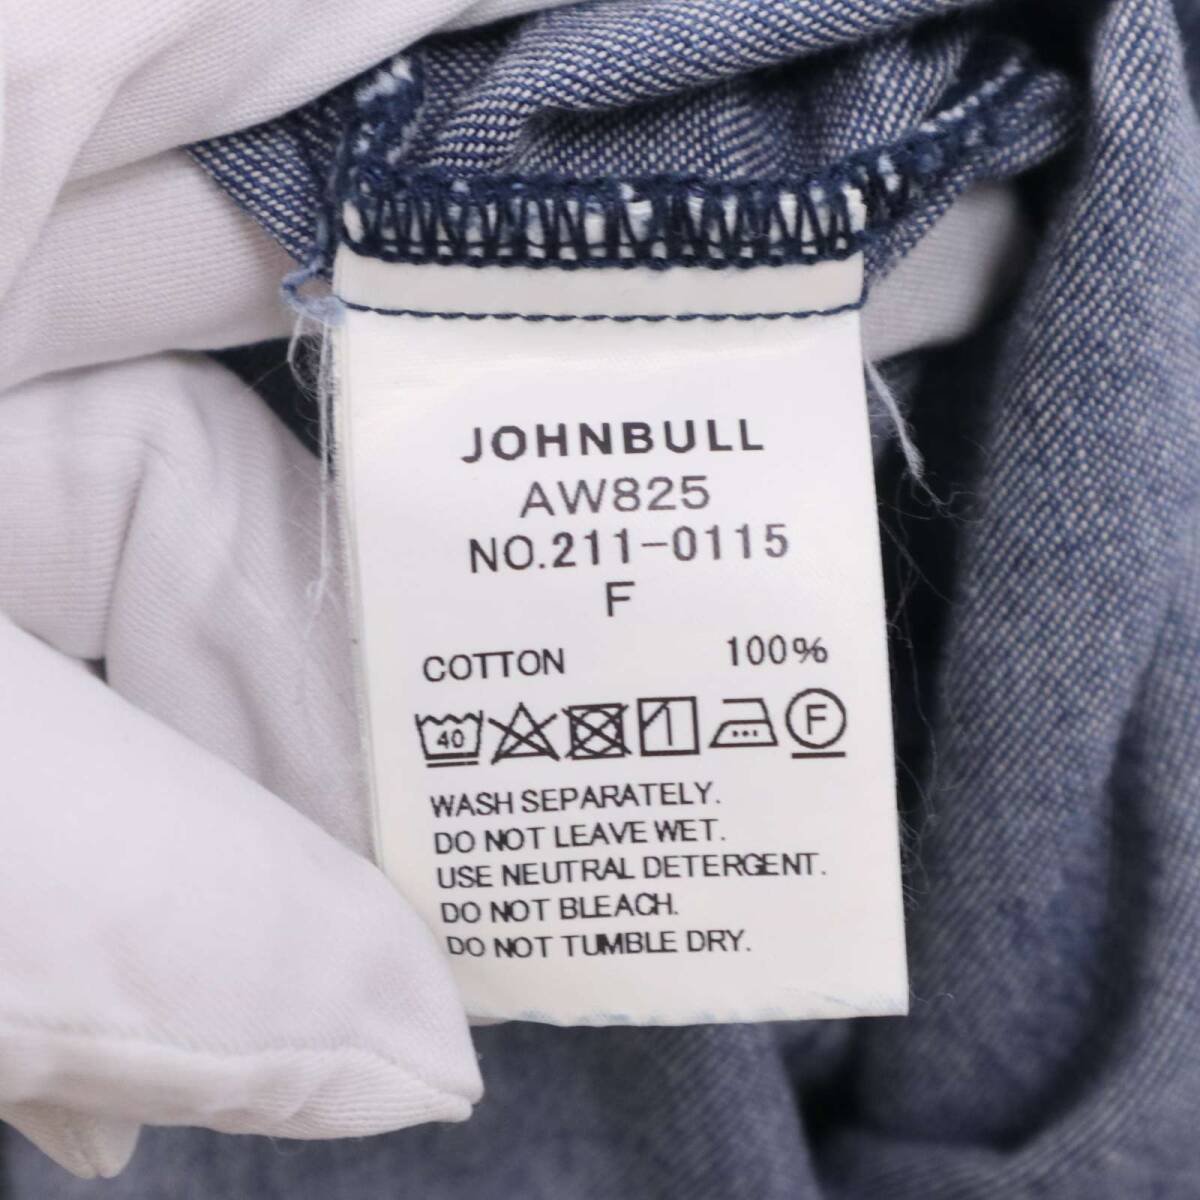 JOHNBULL
AW825
NO.211-0115
F
COTTON 100%
40 F
WASH SEPARATELY.
DO NOT LEAVE WET.
USE NEUTRAL DETERGENT.
DO NOT BLEACH.
DO NOT TUMBLE DRY.